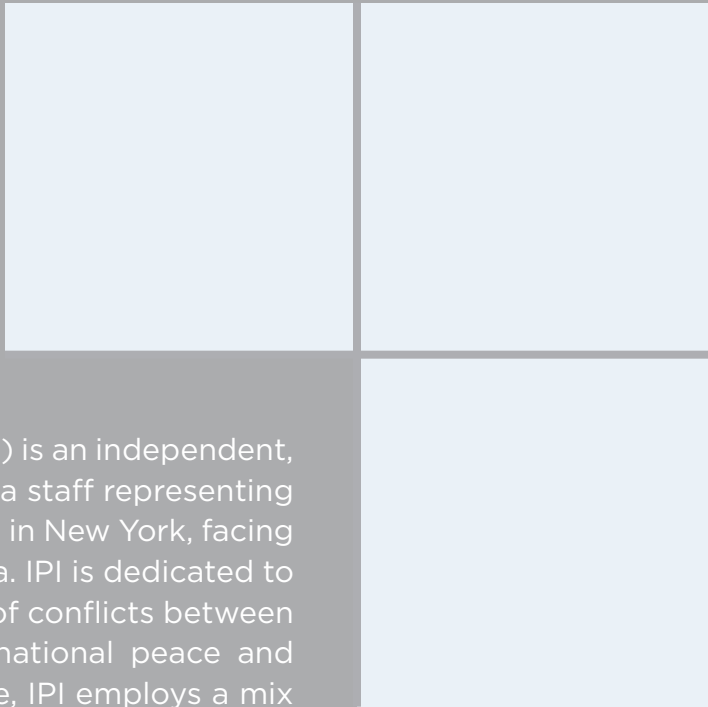 ) is an independent,
a staff representing
in New York, facing
a. IPI is dedicated to
of conflicts between
national peace and
e, IPI employs a mix